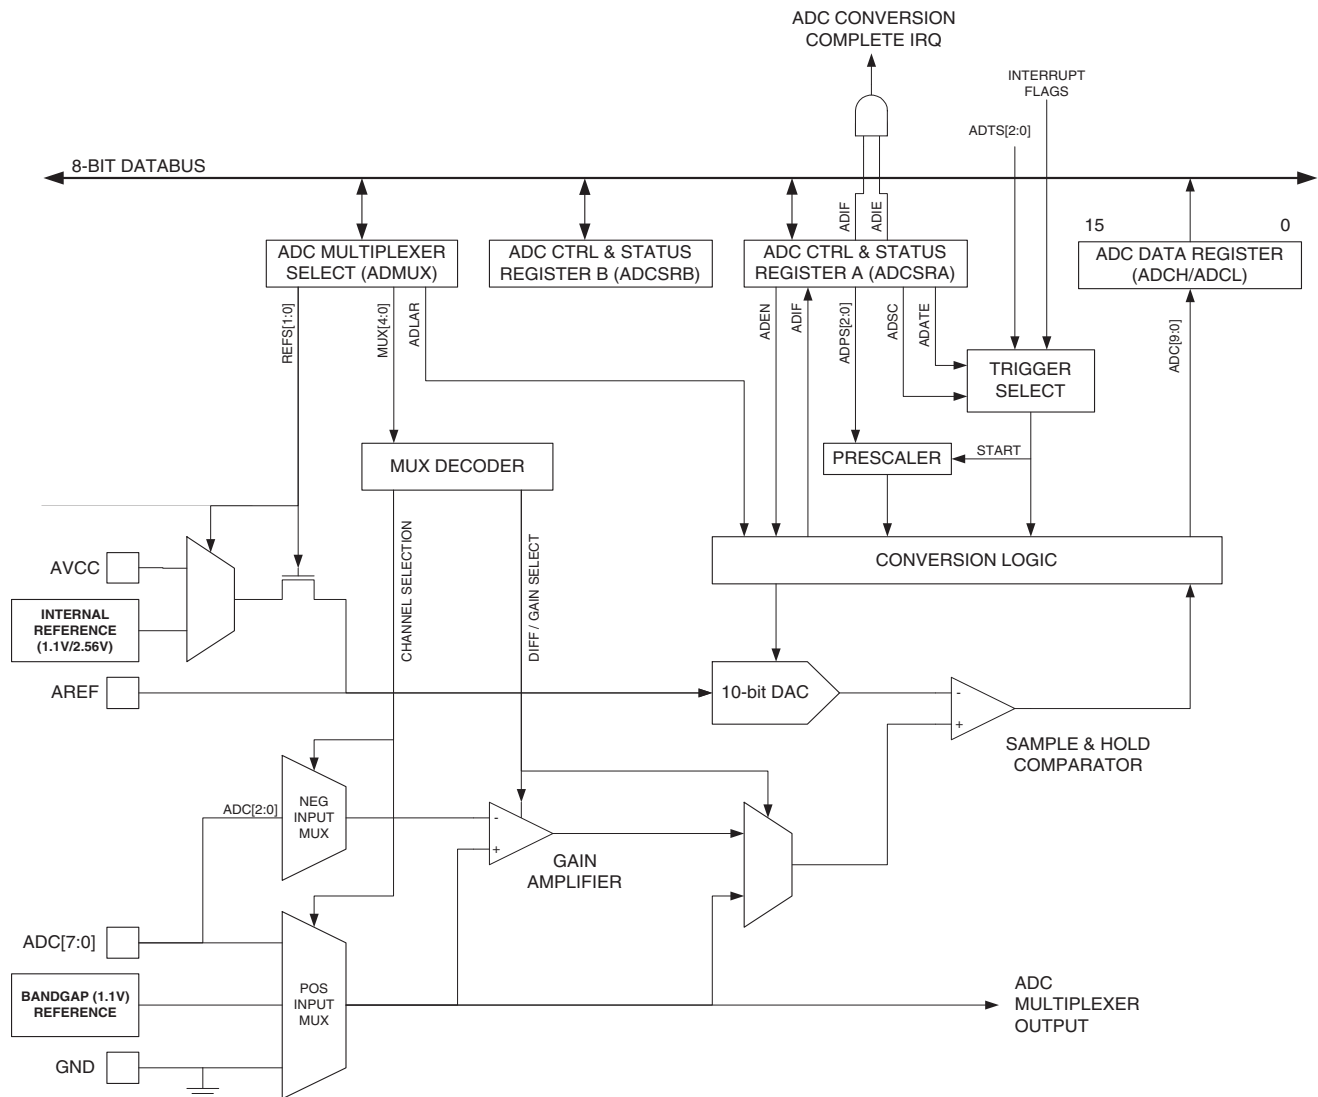 ADC CONVERSION
COMPLETE IRQ
INTERRUPT
FLAGS
ADTS[2:0]
8-BIT DATABUS
ADIF
ADIE
15
0
ADC MULTIPLEXER
SELECT (ADMUX)
ADC CTRL & STATUS
REGISTER B (ADCSRB)
ADC CTRL & STATUS
REGISTER A (ADCSRA)
ADC DATA REGISTER
(ADCH/ADCL)
REFS[1:0]
MUX[4:0]
ADLAR
ADEN
ADIF
ADPS[2:0]
ADSC
ADATE
ADC[9:0]
TRIGGER
SELECT
MUX DECODER
PRESCALER
START
CHANNEL SELECTION
DIFF / GAIN SELECT
CONVERSION LOGIC
AVCC
INTERNAL
REFERENCE
(1.1V/2.56V)
AREF
10-bit DAC
-
+
SAMPLE & HOLD
COMPARATOR
ADC[2:0]
NEG
INPUT
MUX
-
+
GAIN
AMPLIFIER
ADC[7:0]
BANDGAP (1.1V)
REFERENCE
POS
INPUT
MUX
ADC
MULTIPLEXER
OUTPUT
GND